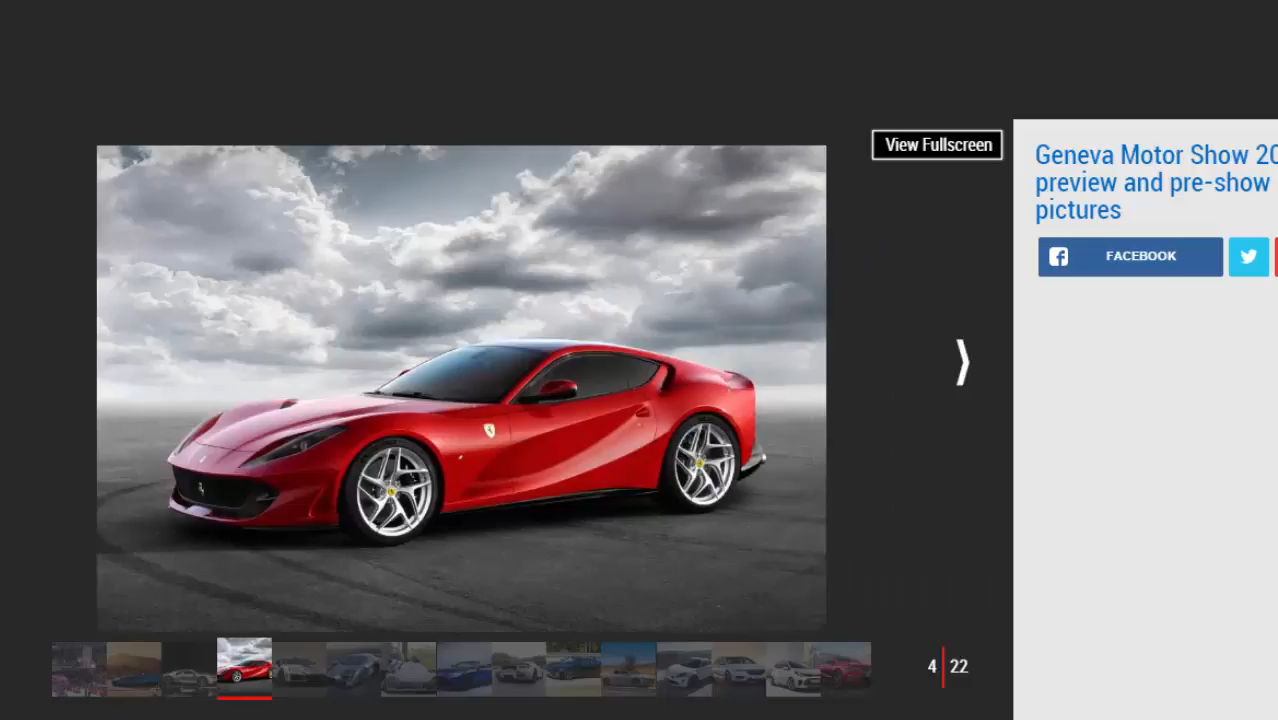 View Fullscreen
Geneva Motor Show 20
preview and pre-show
pictures
FACEBOOK
4 22